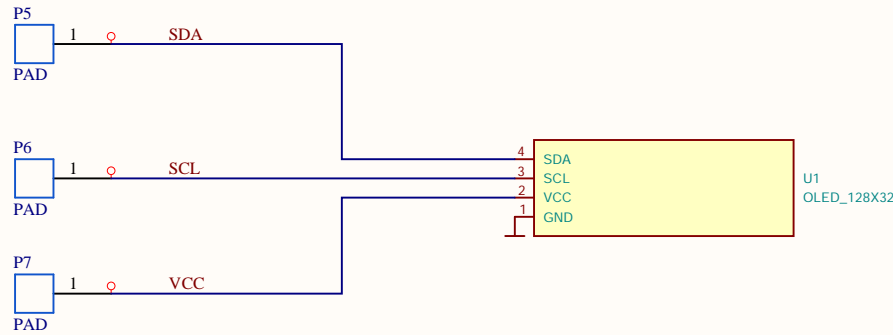 P5
1 SDA
PAD
P6
1 SCL
PAD
4 SDA
3 SCL
2 VCC
1 GND
U1
OLED_128X32
P7
1 VCC
PAD